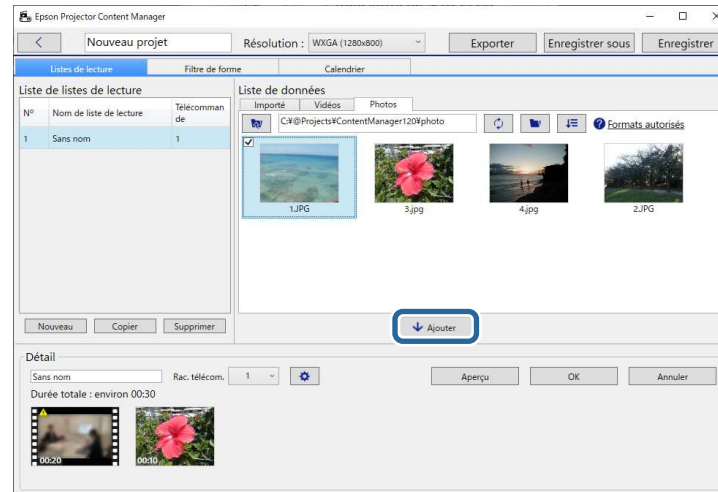 Epson Projector Content Manager
Nouveau projet
Résolution : WXGA (1280x800)
Exporter
Enregistrer sous
Enregistrer
Listes de lecture
Filtre de forme
Calendrier
Liste de listes de lecture
Nº
Nom de liste de lecture
Télécomman
de
1
Sans nom
1
Nouveau
Copier
Supprimer
Liste de données
Importé
Vidéos
Photos
C:¥@Projects¥ContentManager120¥photo
Formats autorisés
1.JPG
3.jpg
4.jpg
2.JPG
Ajouter
Détail
Sans nom
Rac. télécom.
1
Aperçu
OK
Annuler
Durée totale : environ 00:30
00:20
00:10